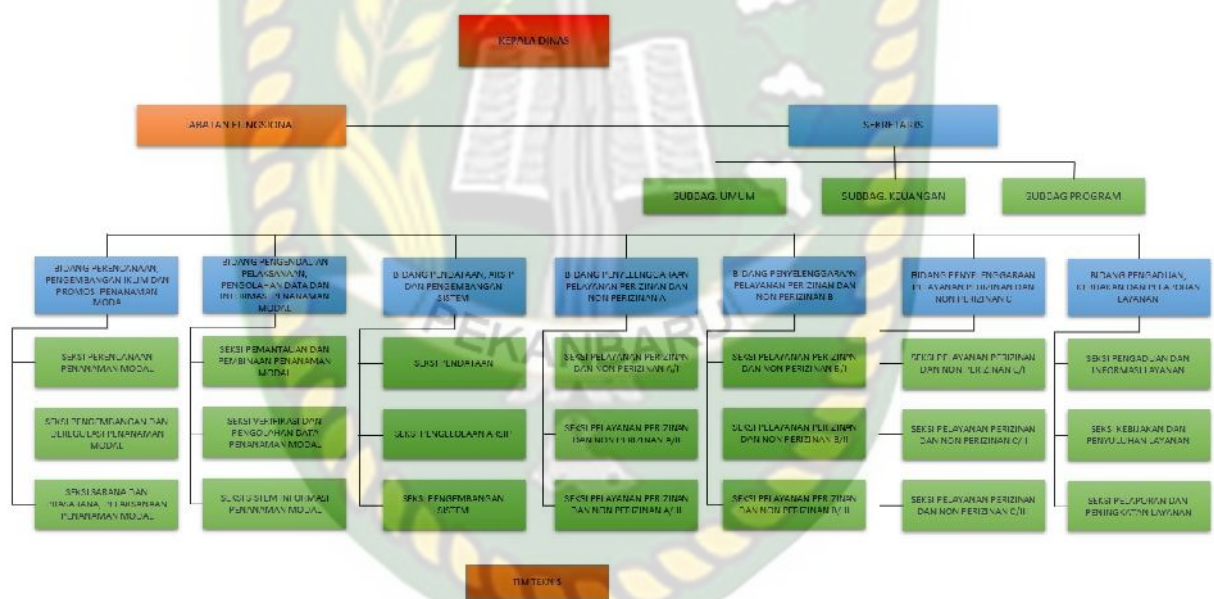 KEPALA DINAS
JABATAN FUNGSIONAL
SEKRETARIS
SUBBAG. UMUM
SUBBAG. KEUANGAN
SUBBAG PROGRAM
BIDANG PERENCANAAN,
PENGEMBANGAN IKLIM DAN
PROMOSI PENANAMAN
MODAL
BIDANG PENGENDALIAN
PELAKSANAAN,
PENGOLAHAN DATA DAN
INFORMASI PENANAMAN
MODAL
BIDANG PENDATAAN, ARSIP
DAN PENGEMBANGAN
SISTEM
BIDANG PENYELENGGARAAN
PELAYANAN PERIZINAN DAN
NON PERIZINAN A
BIDANG PENYELENGGARAAN
PELAYANAN PERIZINAN DAN
NON PERIZINAN B
BIDANG PENYELENGGARAAN
PELAYANAN PERIZINAN DAN
NON PERIZINAN C
BIDANG PENGADUAN,
KEBIJAKAN DAN PELAPORAN
LAYANAN
PEKANBARU
SEKSI PERENCANAAN
PENANAMAN MODAL
SEKSI PEMANTAUAN DAN
PEMBINAAN PENANAMAN
MODAL
SEKSI PENDATAAN
SEKSI PELAYANAN PERIZINAN
DAN NON PERIZINAN A/I
SEKSI PELAYANAN PERIZINAN
DAN NON PERIZINAN B/I
SEKSI PELAYANAN PERIZINAN
DAN NON PERIZINAN C/I
SEKSI PENGADUAN DAN
INFORMASI LAYANAN
SEKSI PENGEMBANGAN DAN
DEREGULASI PENANAMAN
MODAL
SEKSI VERIFIKASI DAN
PENGOLAHAN DATA
PENANAMAN MODAL
SEKSI PENGELOLAAN ARSIP
SEKSI PELAYANAN PERIZINAN
DAN NON PERIZINAN A/II
SEKSI PELAYANAN PERIZINAN
DAN NON PERIZINAN B/II
SEKSI PELAYANAN PERIZINAN
DAN NON PERIZINAN C/II
SEKSI KEBIJAKAN DAN
PENYULUHAN LAYANAN
SEKSI SARANA DAN
PRASARANA, PELAKSANAAN
PENANAMAN MODAL
SEKSI SISTEM INFORMASI
PENANAMAN MODAL
SEKSI PENGEMBANGAN
SISTEM
SEKSI PELAYANAN PERIZINAN
DAN NON PERIZINAN A/III
SEKSI PELAYANAN PERIZINAN
DAN NON PERIZINAN B/III
SEKSI PELAYANAN PERIZINAN
DAN NON PERIZINAN C/III
SEKSI PELAPORAN DAN
PENINGKATAN LAYANAN
TIM TEKNIS